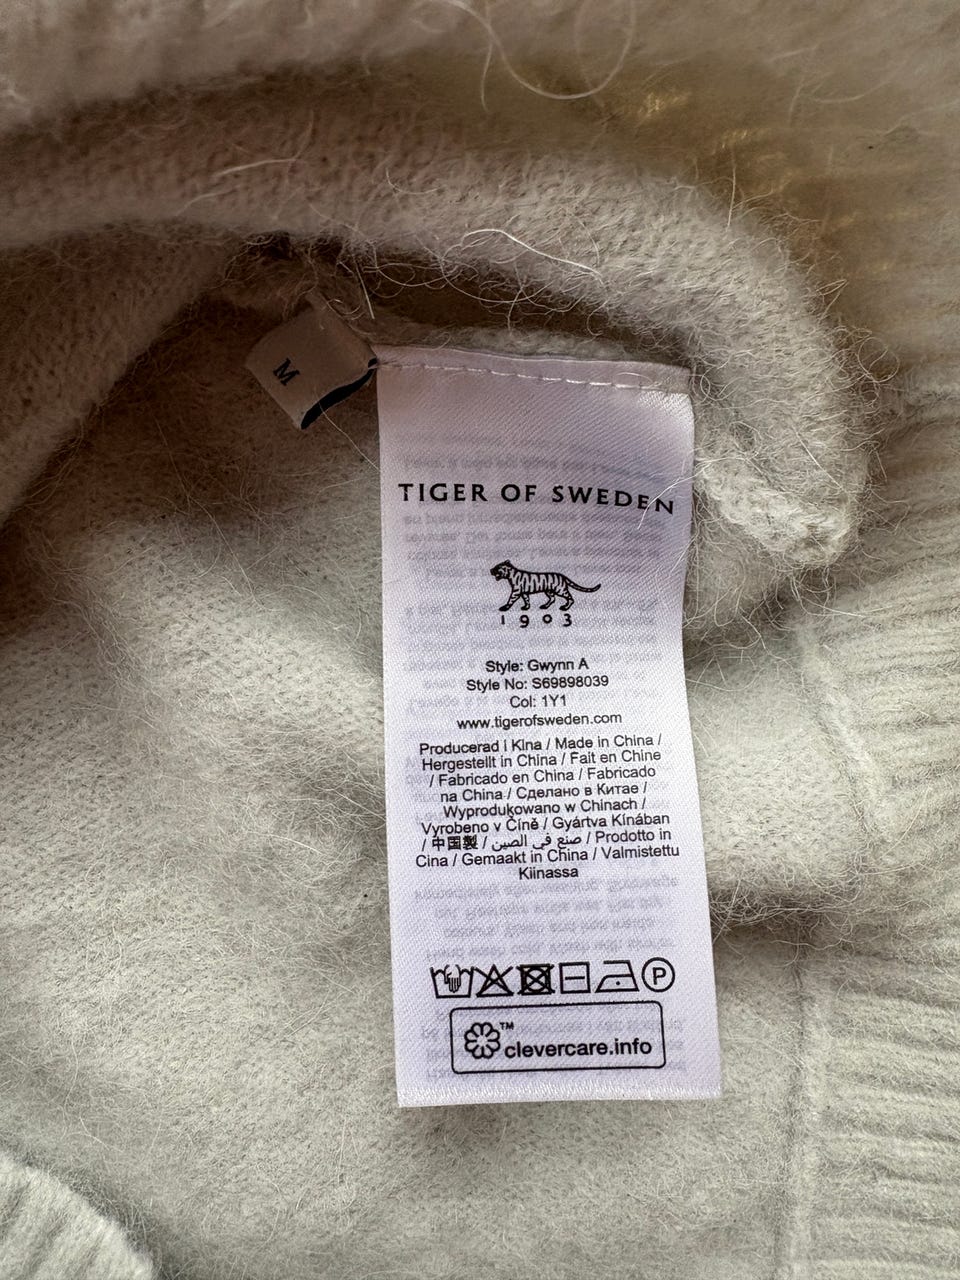 M
TIGER OF SWEDEN
1903
Style: Gwynn A
Style No: S69898039
Col: 1Y1
www.tigerofsweden.com
Producerad i Kina / Made in China /
Hergestellt in China / Fait en Chine
/ Fabricado en China / Fabricado
na China / Сделано в Китае /
Wyprodukowano w Chinach /
Vyrobeno v Číně / Gyártva Kínában
/ 中国製 / صنع في الصين / Prodotto in
Cina / Gemaakt in China / Valmistettu
Kiinassa
P
™
clevercare.info